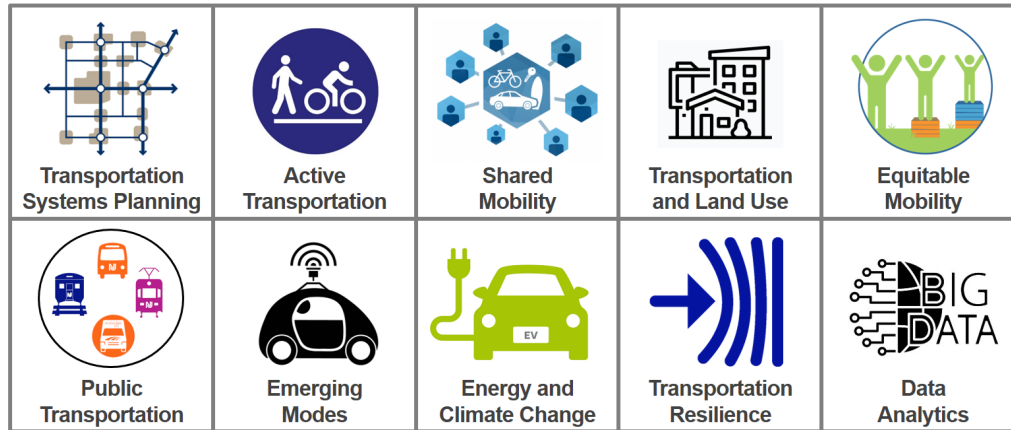 Transportation
Systems Planning
Active
Transportation
Shared
Mobility
Transportation
and Land Use
Equitable
Mobility
Public
Transportation
Emerging
Modes
EV
Energy and
Climate Change
Transportation
Resilience
BIG
DATA
Data
Analytics